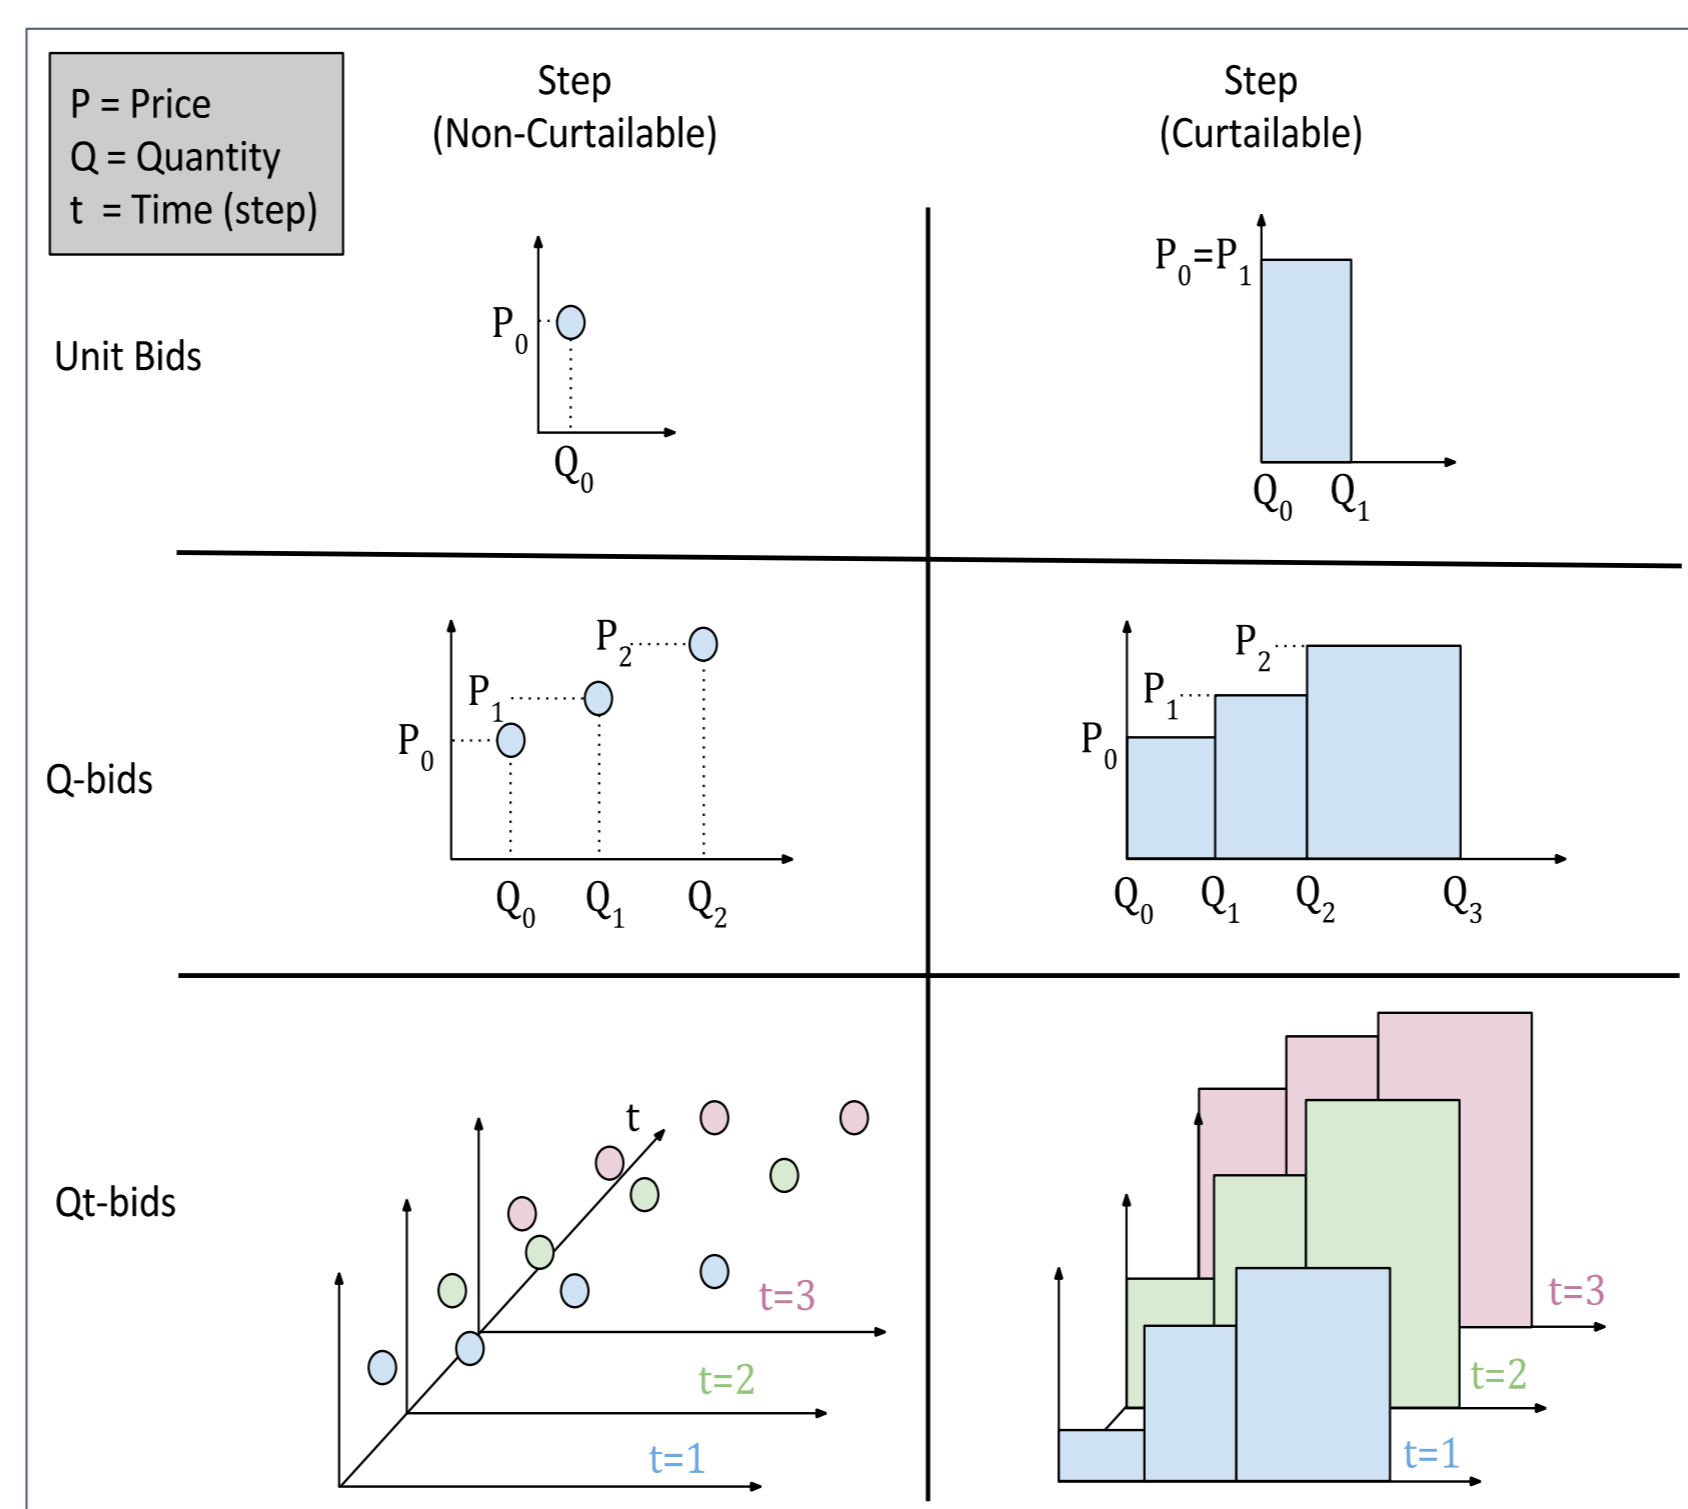 P = Price
Q = Quantity
t = Time (step)
Step
(Non-Curtailable)
Step
(Curtailable)
Unit Bids
P₀
Q₀
P₀=P₁
Q₀ Q₁
Q-bids
P₂
P₁
P₀
Q₀ Q₁ Q₂
P₂
P₁
P₀
Q₀ Q₁ Q₂ Q₃
Qt-bids
t
t=3
t=2
t=1
t=3
t=2
t=1